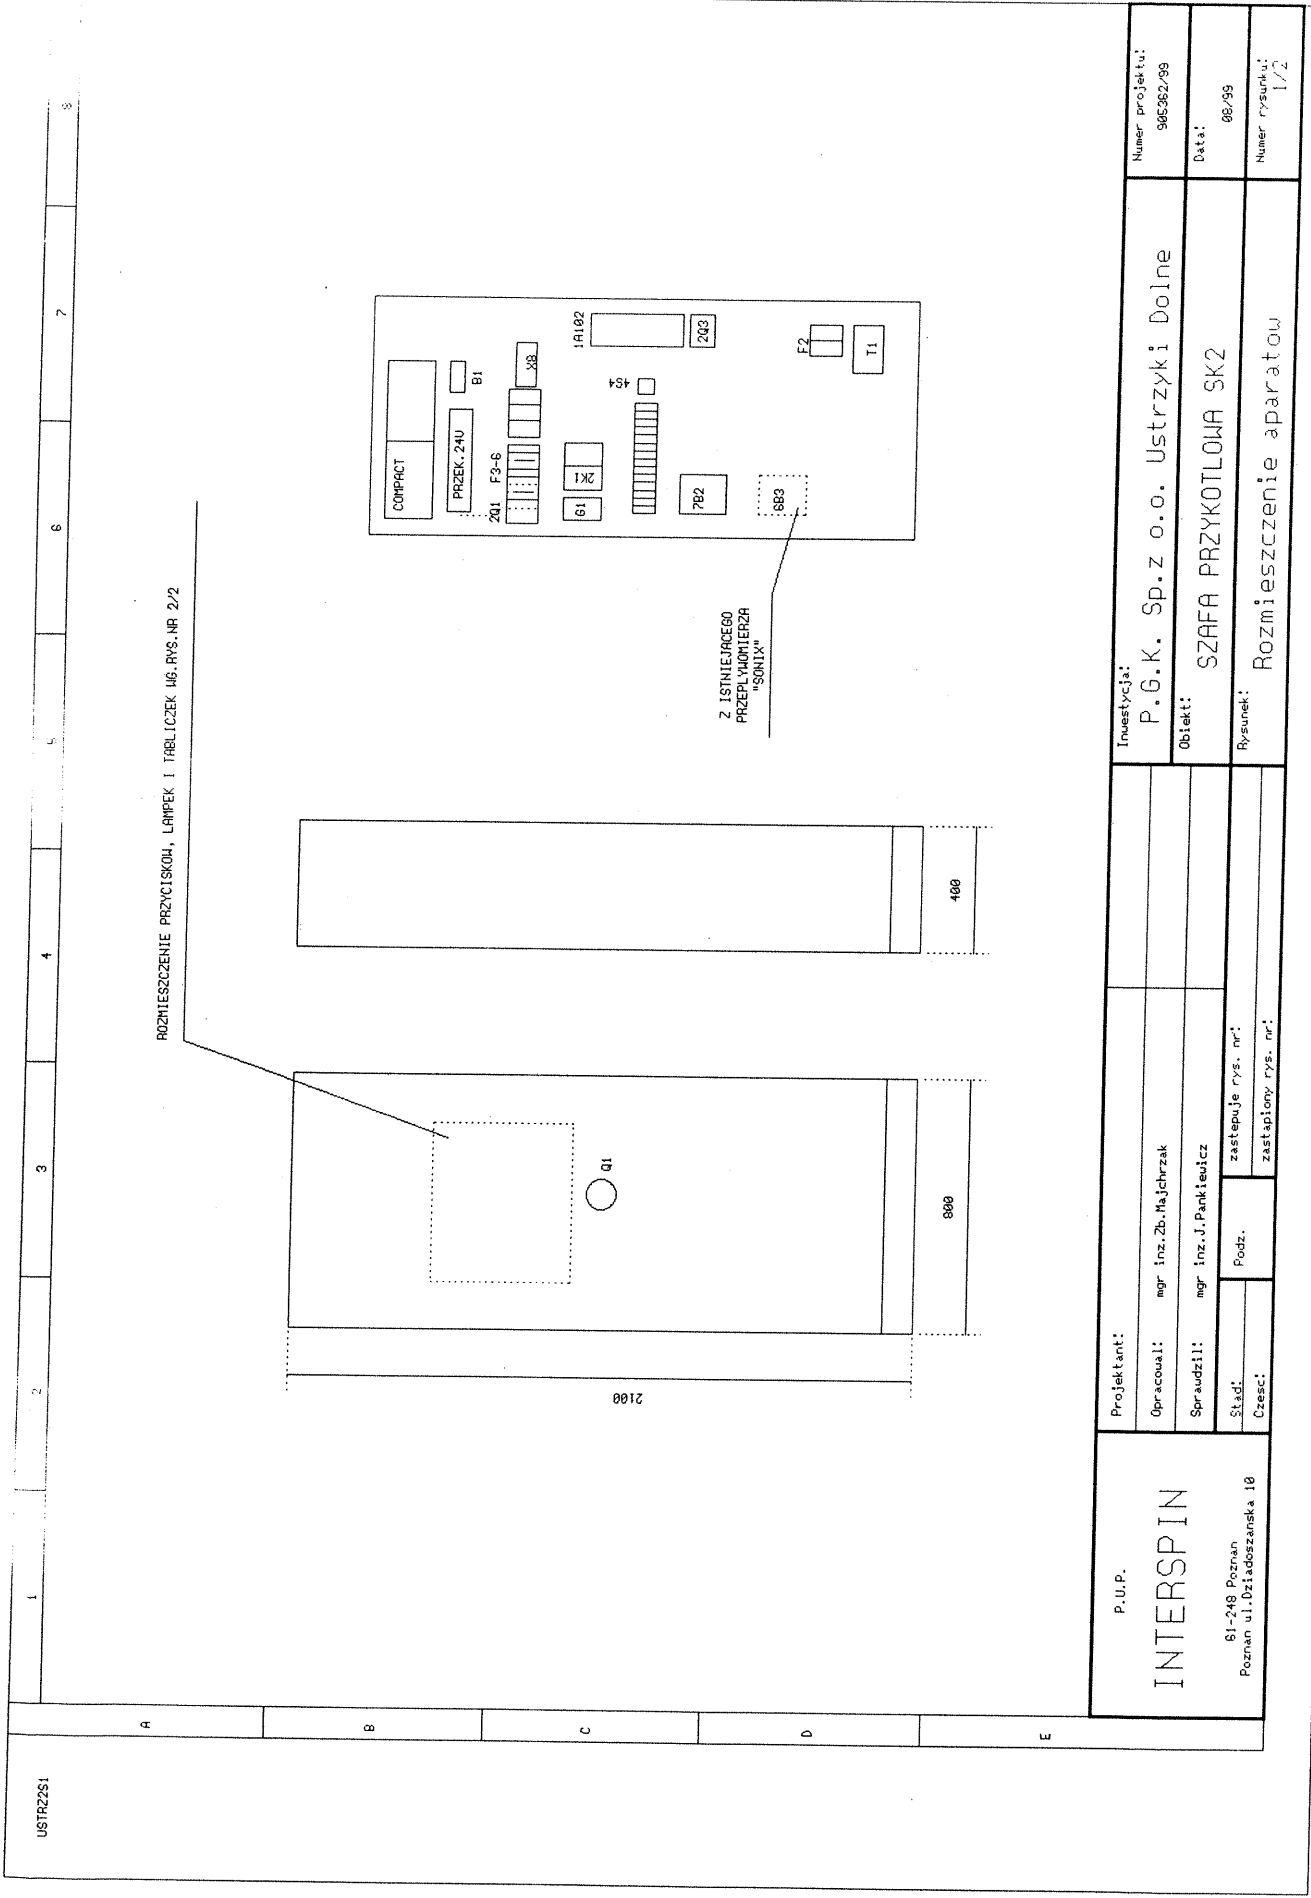 USTRZ2S1
1
2
3
4
5
6
7
8
A
B
C
D
E
ROZMIESZCZENIE PRZYCISKOW, LAMPEK I TABLICZEK WG.RYS.NR 2/2
Q1
2100
800
400
COMPACT
PRZEK.24V
B1
2Q1
F3-6
X8
G1
2K1
1A102
2Q3
4S4
7B2
6B3
F2
T1
Z ISTNIEJACEGO
PRZEPLYWOMIERZA
"SONIX"
P.U.P.
INTERSPIN
61-248 Poznan
Poznan ul.Dziadoszanska 10
Projektant:
Opracowal: mgr inz.Zb.Majchrzak
Sprawdzil: mgr inz.J.Pankiewicz
Stad:
Czesc:
Podz.
zastepuje rys. nr:
zastapiony rys. nr:
Inwestycja:
P.G.K. Sp.z o.o. Ustrzyki Dolne
Obiekt:
SZAFA PRZYKOTLOWA SK2
Rysunek:
Rozmieszczenie aparatow
Numer projektu:
905362/99
Data:
08/99
Numer rysunku:
1/2